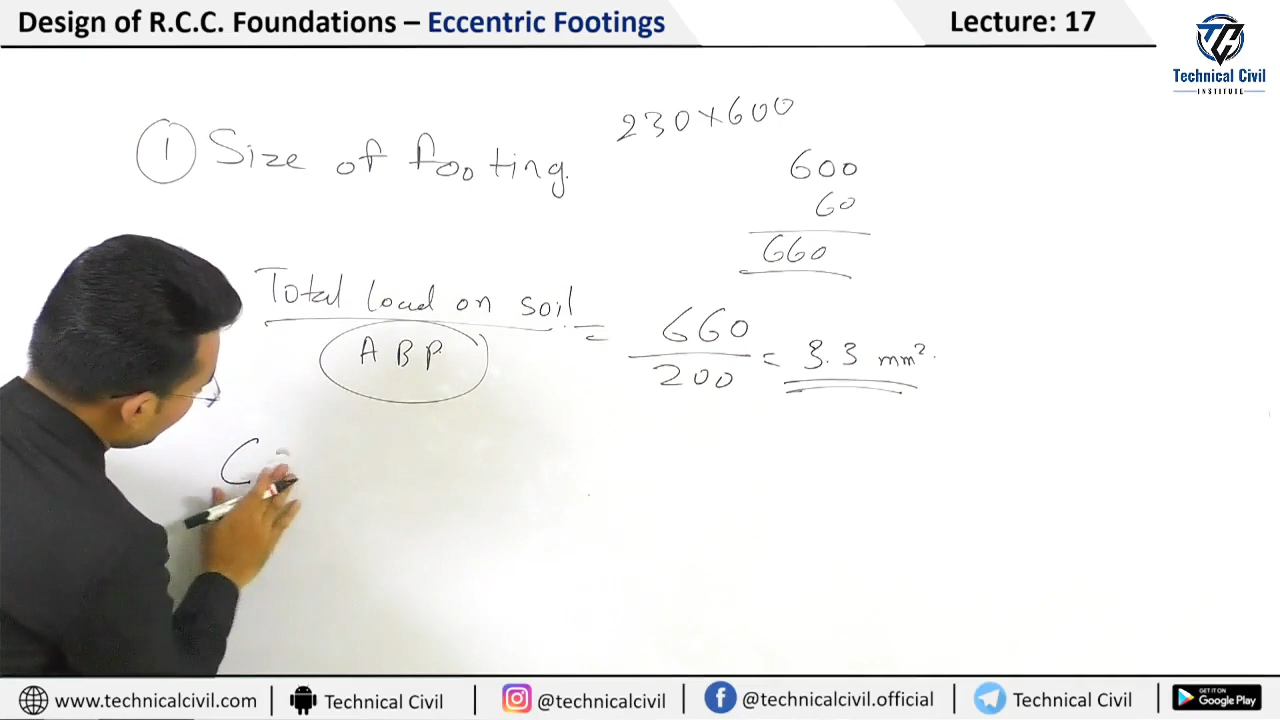 Design of R.C.C. Foundations – Eccentric Footings
Lecture: 17
Technical Civil
INSTITUTE
230×600
1 Size of footing.
600
60
660
Total load on soil = 660 = 3.3 mm².
ABP. 200
C
www.technicalcivil.com
Technical Civil
@technicalcivil
@technicalcivil.official
Technical Civil
GET IT ON
Google Play